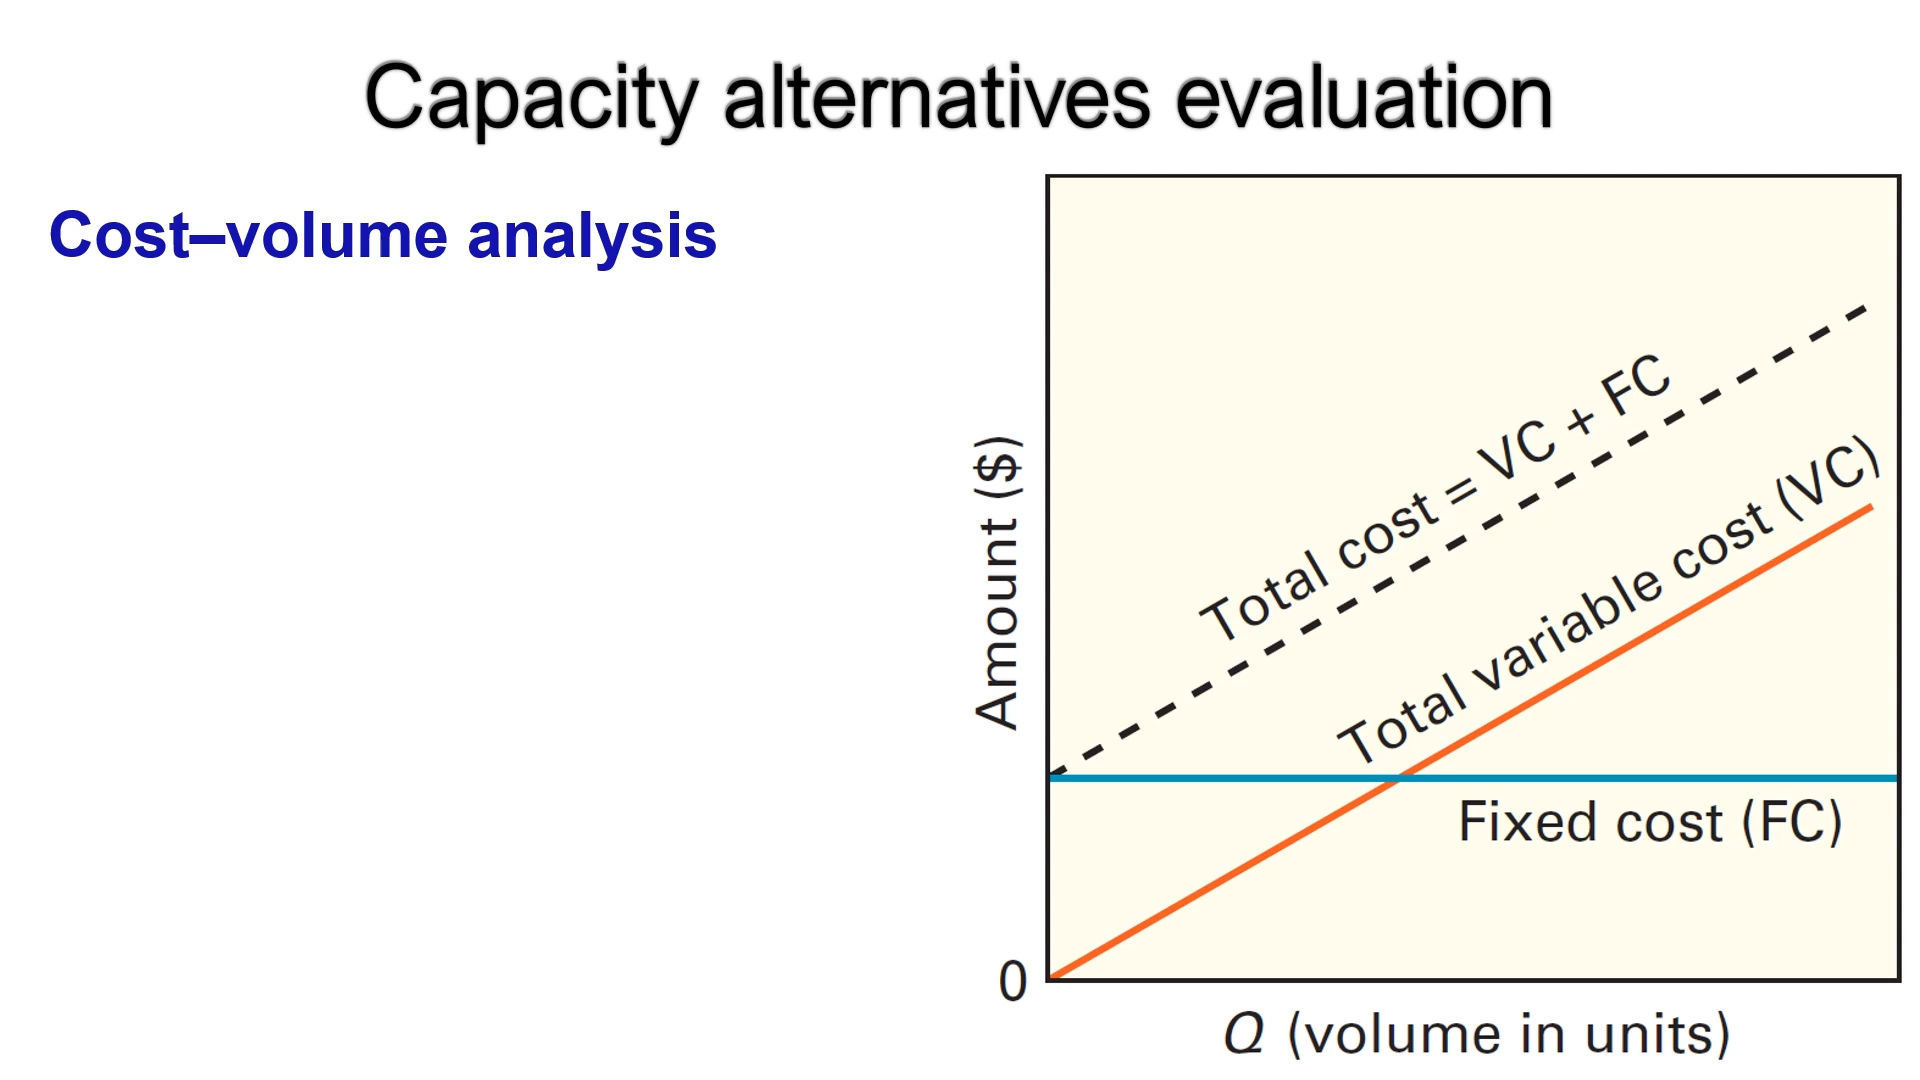 Capacity alternatives evaluation
Cost–volume analysis
Amount ($)
Total cost = VC + FC
Total variable cost (VC)
Fixed cost (FC)
0
Q (volume in units)